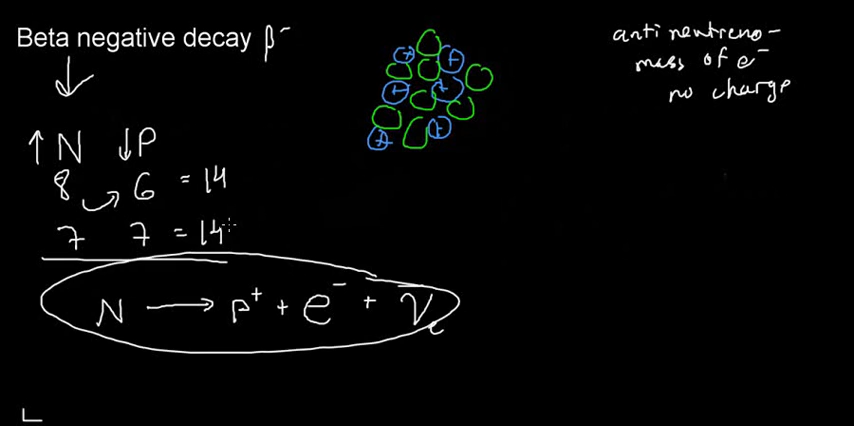 Beta negative decay β⁻
↑ N ↓ P
8 6 = 14
7 7 = 14
N → P⁺ + e⁻ + ν̅ₑ
+ + + + + +
anti neutreno -
mass of e⁻
no charge